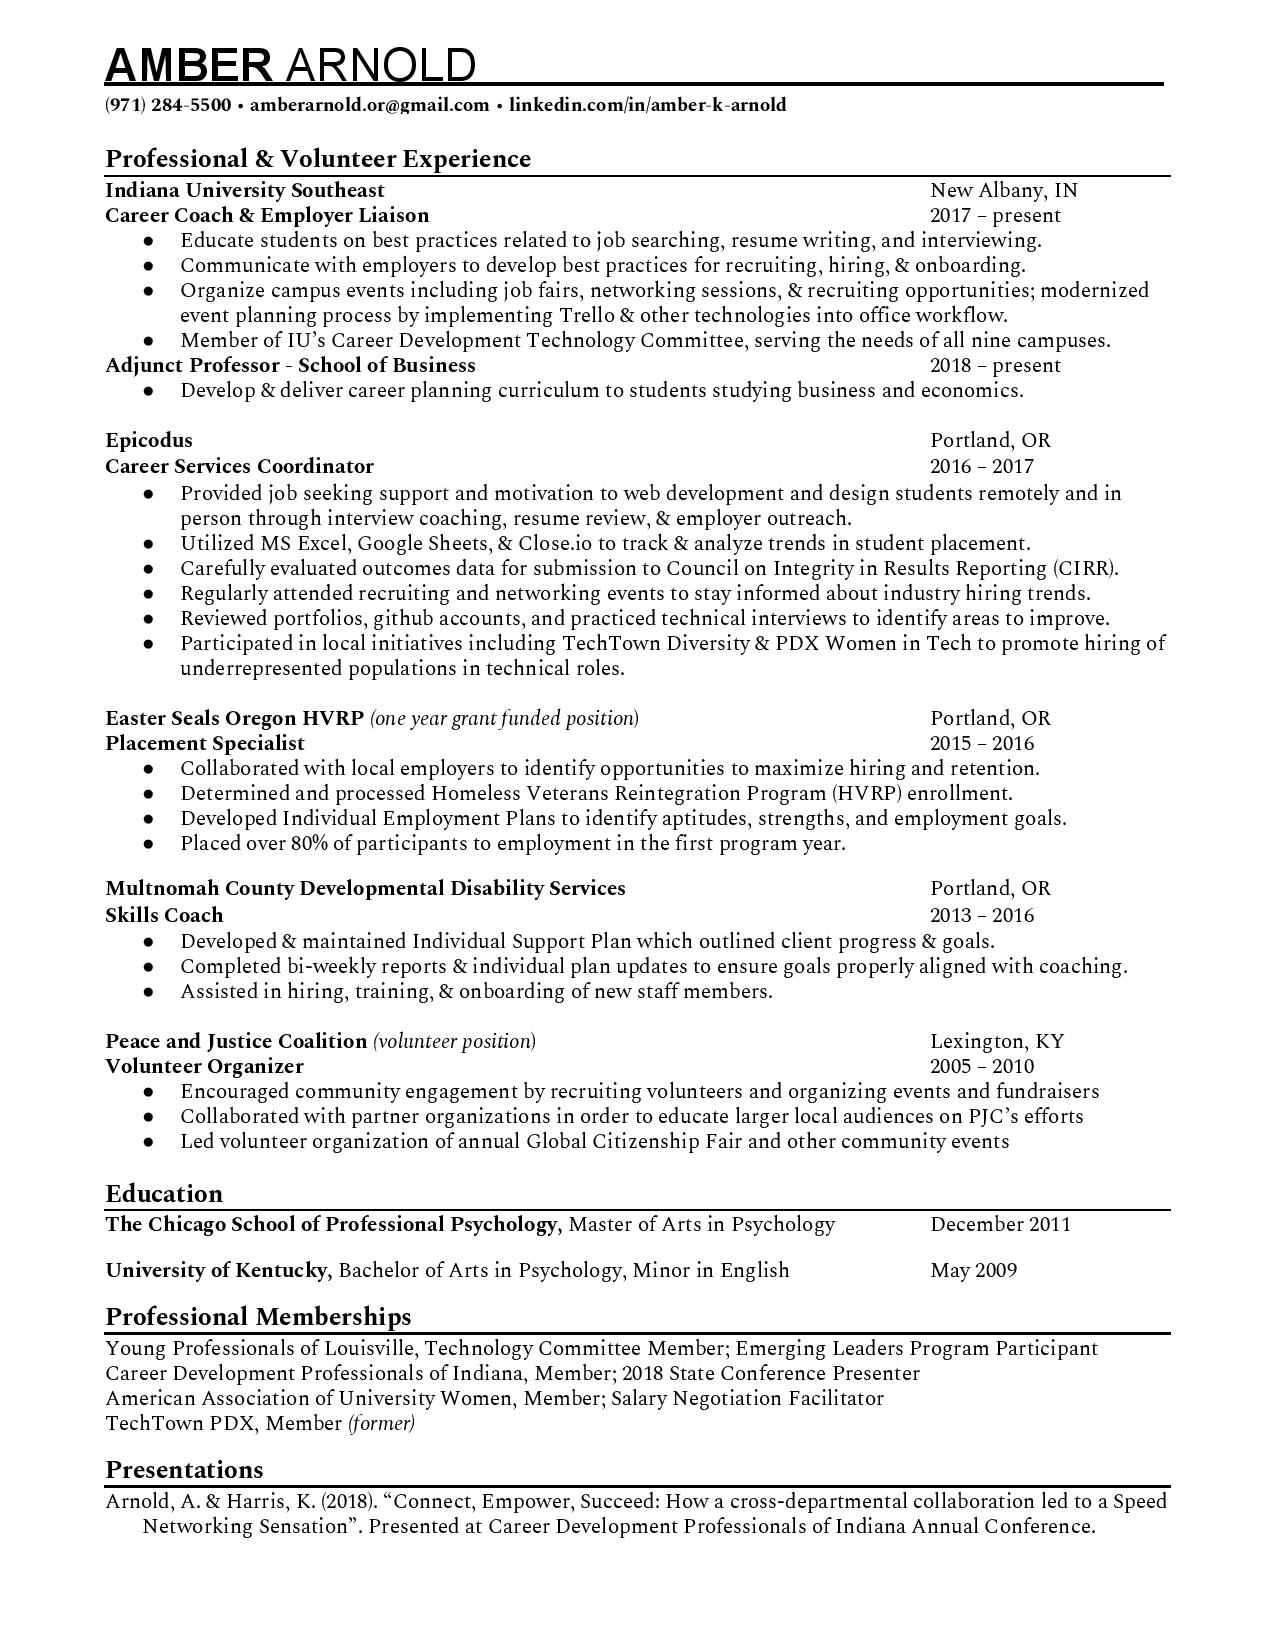 AMBER ARNOLD
(971) 284-5500 • amberarnold.or@gmail.com • linkedin.com/in/amber-k-arnold
Professional & Volunteer Experience
Indiana University Southeast New Albany, IN
Career Coach & Employer Liaison 2017 – present
● Educate students on best practices related to job searching, resume writing, and interviewing.
● Communicate with employers to develop best practices for recruiting, hiring, & onboarding.
● Organize campus events including job fairs, networking sessions, & recruiting opportunities; modernized
event planning process by implementing Trello & other technologies into office workflow.
● Member of IU’s Career Development Technology Committee, serving the needs of all nine campuses.
Adjunct Professor - School of Business 2018 – present
● Develop & deliver career planning curriculum to students studying business and economics.
Epicodus Portland, OR
Career Services Coordinator 2016 – 2017
● Provided job seeking support and motivation to web development and design students remotely and in
person through interview coaching, resume review, & employer outreach.
● Utilized MS Excel, Google Sheets, & Close.io to track & analyze trends in student placement.
● Carefully evaluated outcomes data for submission to Council on Integrity in Results Reporting (CIRR).
● Regularly attended recruiting and networking events to stay informed about industry hiring trends.
● Reviewed portfolios, github accounts, and practiced technical interviews to identify areas to improve.
● Participated in local initiatives including TechTown Diversity & PDX Women in Tech to promote hiring of
underrepresented populations in technical roles.
Easter Seals Oregon HVRP (one year grant funded position) Portland, OR
Placement Specialist 2015 – 2016
● Collaborated with local employers to identify opportunities to maximize hiring and retention.
● Determined and processed Homeless Veterans Reintegration Program (HVRP) enrollment.
● Developed Individual Employment Plans to identify aptitudes, strengths, and employment goals.
● Placed over 80% of participants to employment in the first program year.
Multnomah County Developmental Disability Services Portland, OR
Skills Coach 2013 – 2016
● Developed & maintained Individual Support Plan which outlined client progress & goals.
● Completed bi-weekly reports & individual plan updates to ensure goals properly aligned with coaching.
● Assisted in hiring, training, & onboarding of new staff members.
Peace and Justice Coalition (volunteer position) Lexington, KY
Volunteer Organizer 2005 – 2010
● Encouraged community engagement by recruiting volunteers and organizing events and fundraisers
● Collaborated with partner organizations in order to educate larger local audiences on PJC’s efforts
● Led volunteer organization of annual Global Citizenship Fair and other community events
Education
The Chicago School of Professional Psychology, Master of Arts in Psychology December 2011
University of Kentucky, Bachelor of Arts in Psychology, Minor in English May 2009
Professional Memberships
Young Professionals of Louisville, Technology Committee Member; Emerging Leaders Program Participant
Career Development Professionals of Indiana, Member; 2018 State Conference Presenter
American Association of University Women, Member; Salary Negotiation Facilitator
TechTown PDX, Member (former)
Presentations
Arnold, A. & Harris, K. (2018). “Connect, Empower, Succeed: How a cross-departmental collaboration led to a Speed
Networking Sensation”. Presented at Career Development Professionals of Indiana Annual Conference.